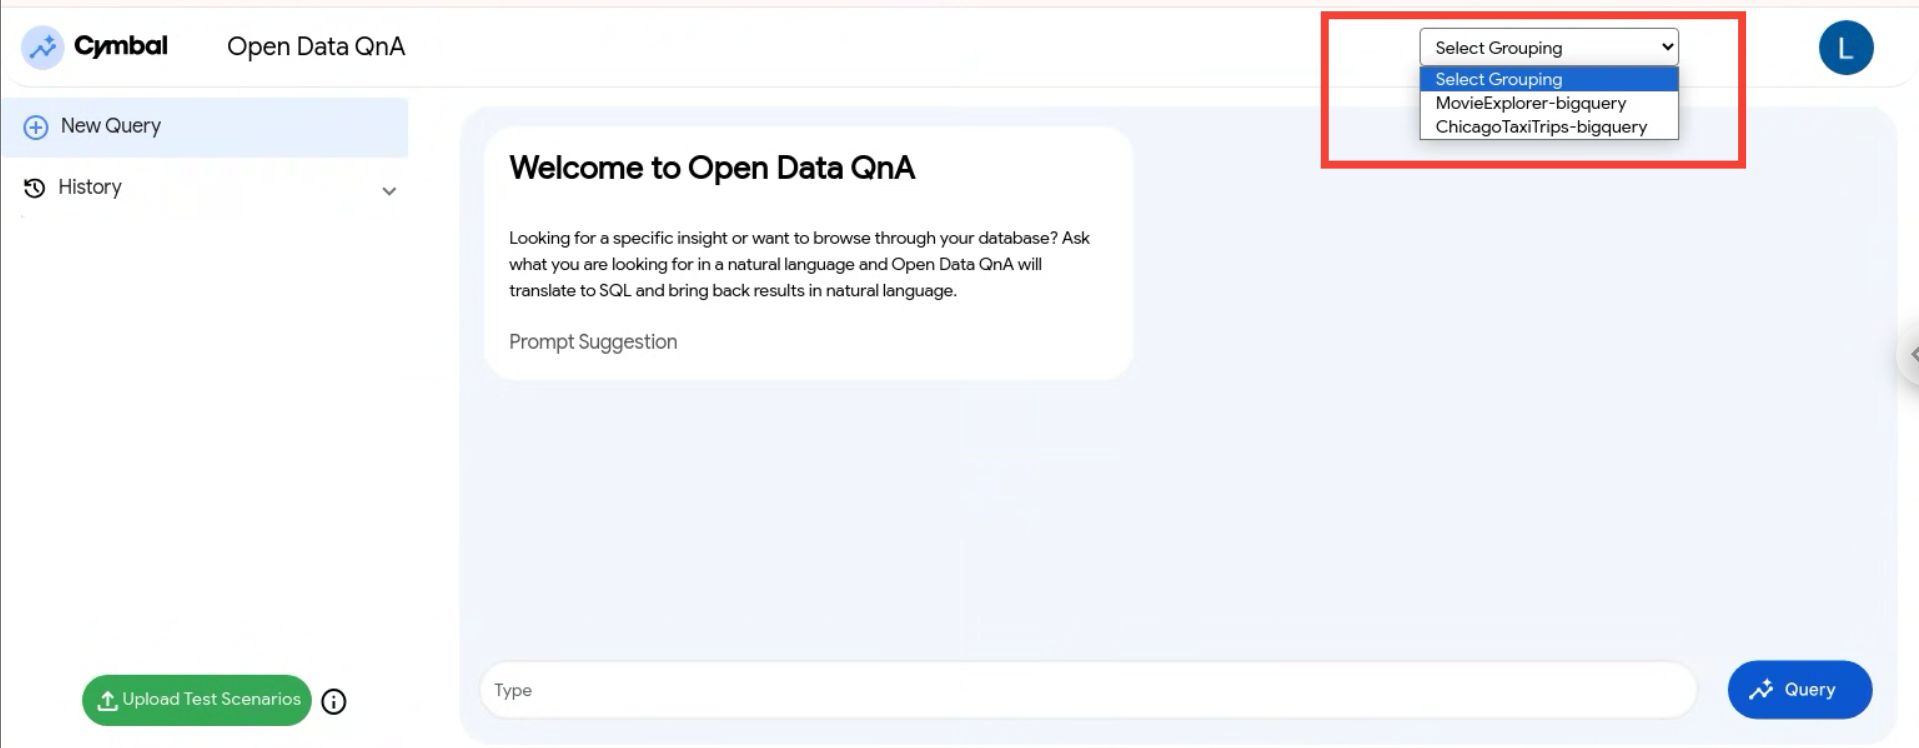 Cymbal
Open Data QnA
Select Grouping
Select Grouping
MovieExplorer-bigquery
ChicagoTaxiTrips-bigquery
L
New Query
History
Welcome to Open Data QnA
Looking for a specific insight or want to browse through your database? Ask
what you are looking for in a natural language and Open Data QnA will
translate to SQL and bring back results in natural language.
Prompt Suggestion
Upload Test Scenarios
Type
Query